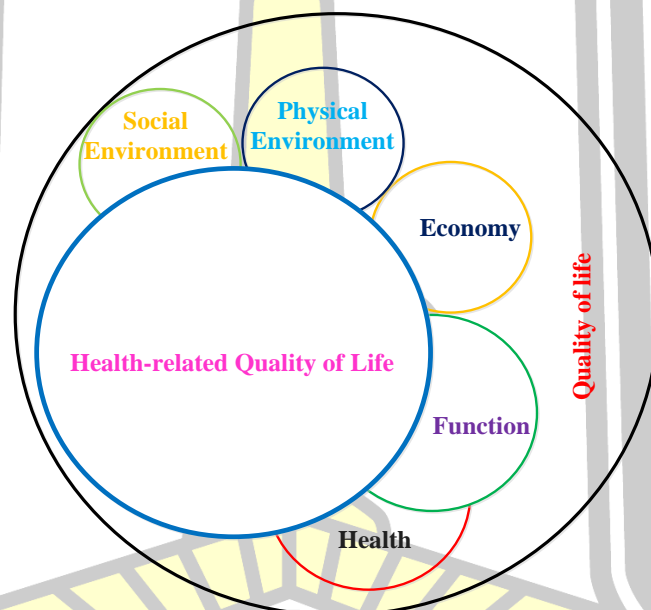 Social
Environment
Physical
Environment
Economy
Quality of life
Health-related Quality of Life
Function
Health